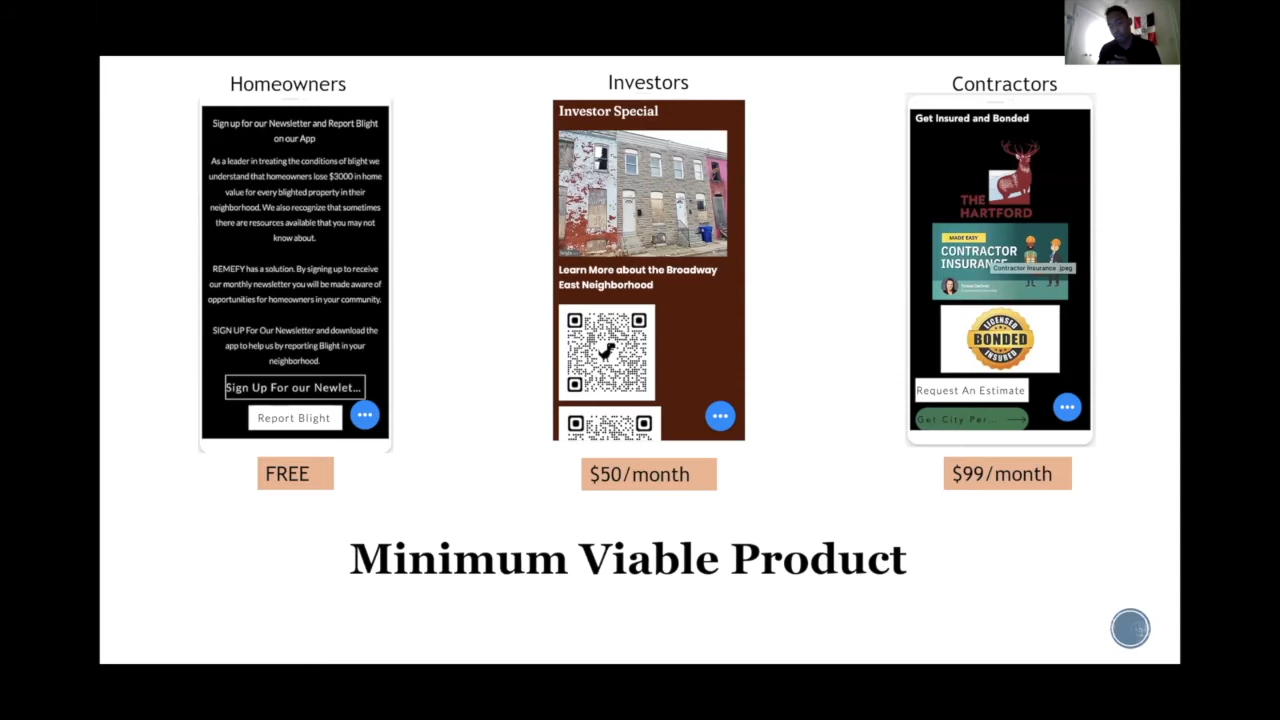 Homeowners
Sign up for our Newsletter and Report Blight
on our App
As a leader in treating the conditions of blight we
understand that homeowners lose $3000 in home
value for every blighted property in their
neighborhood. We also recognize that sometimes
there are resources available that you may not
know about.
REMEFY has a solution. By signing up to receive
our monthly newsletter you will be made aware of
opportunities for homeowners in your community.
SIGN UP For Our Newsletter and download the
app to help us by reporting Blight in your
neighborhood.
Sign Up For our Newlet...
Report Blight
FREE
Investors
Investor Special
Learn More about the Broadway
East Neighborhood
$50/month
Contractors
Get Insured and Bonded
THE
HARTFORD
MADE EASY
CONTRACTOR
INSURANCE
Contractor Insurance .jpeg
LICENSED
BONDED
INSURED
Request An Estimate
Get City Per...
$99/month
Minimum Viable Product